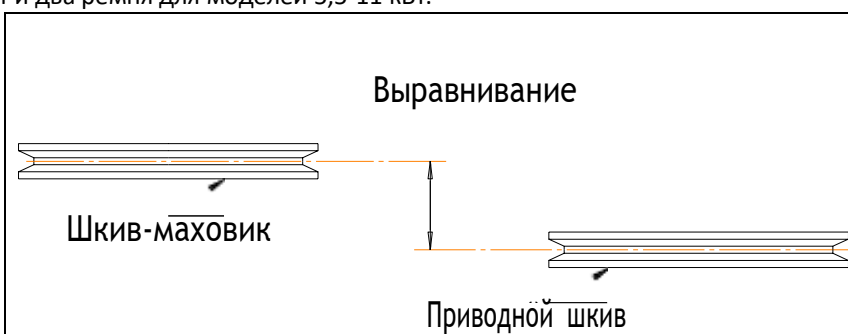 и два ремня для моделей 5,5-11 кВт.
Выравнивание
Шкив-маховик
Приводной шкив